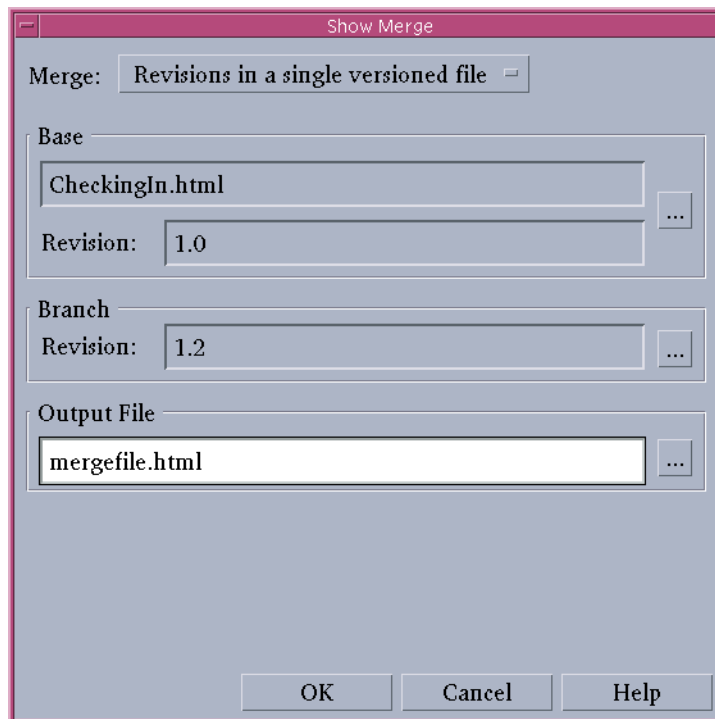 Show Merge
Merge: Revisions in a single versioned file
Base
CheckingIn.html
...
Revision: 1.0
Branch
Revision: 1.2 ...
Output File
mergefile.html ...
OK Cancel Help